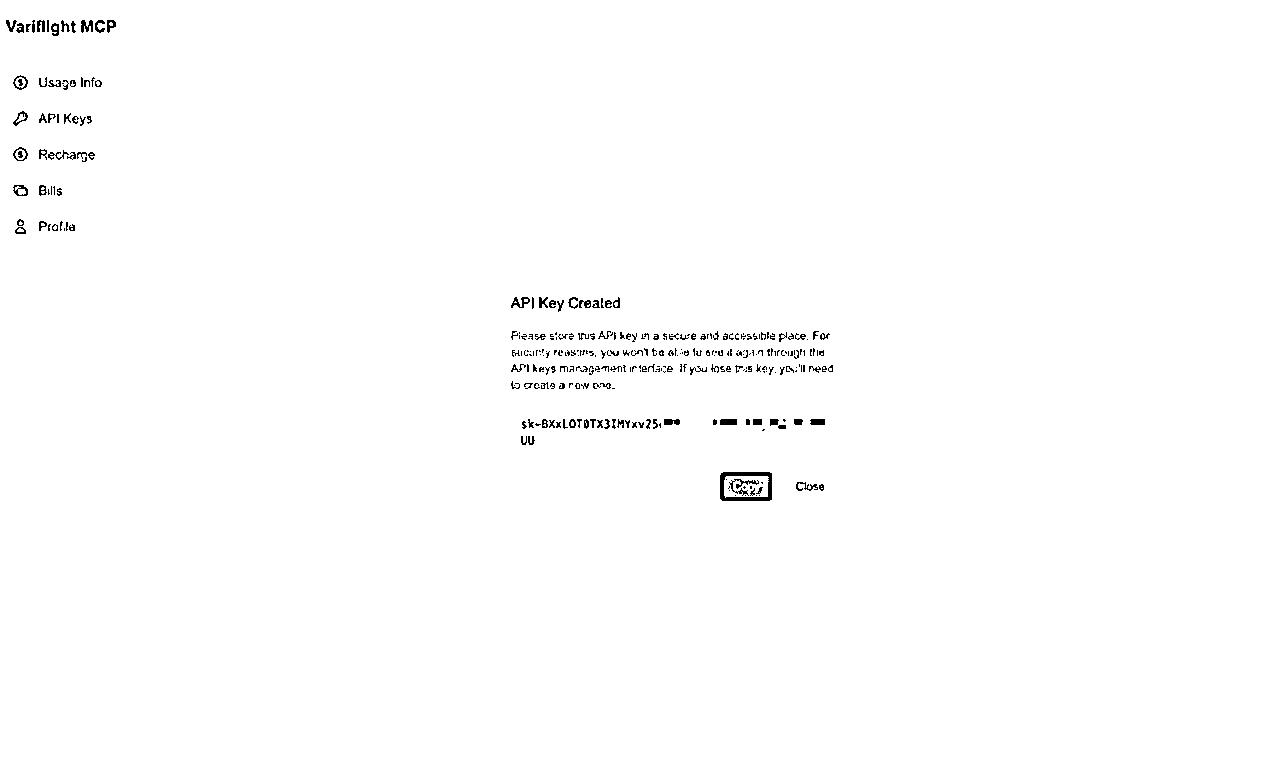 Variflight MCP
Usage Info
API Keys
Recharge
Bills
Profile
API Key Created
Please store this API key in a secure and accessible place. For
security reasons, you won't be able to see it again through the
API keys management interface. If you lose this key, you'll need
to create a new one.
sk-BXxLOT0TX3IMYxv25
UU
Copy
Close